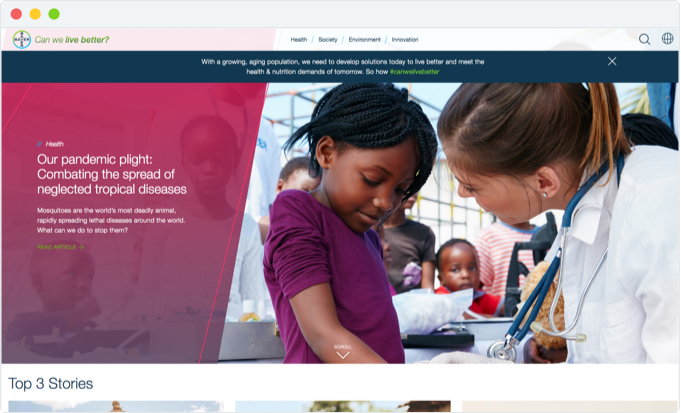 BAYER
Can we live better?
Health / Society / Environment / Innovation
With a growing, aging population, we need to develop solutions today to live better and meet the
health & nutrition demands of tomorrow. So how #canwelivebetter
// Health
Our pandemic plight:
Combating the spread of
neglected tropical diseases
Mosquitoes are the world's most deadly animal,
rapidly spreading lethal diseases around the world.
What can we do to stop them?
READ ARTICLE →
SCROLL
Top 3 Stories